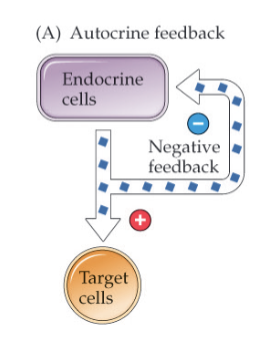 (A) Autocrine feedback
Endocrine
cells
−
Negative
feedback
+
Target
cells